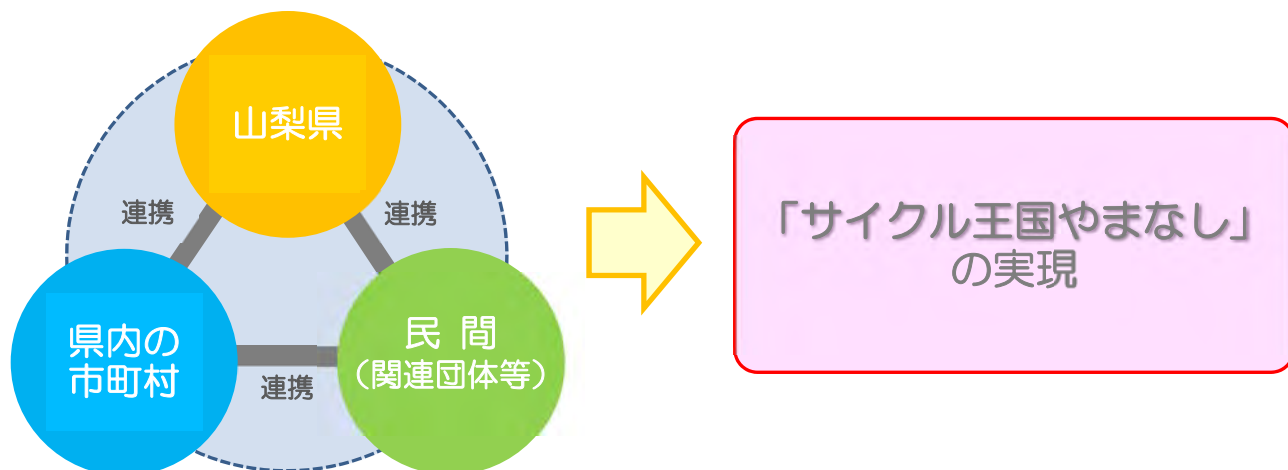 山梨県
連携
連携
県内の
市町村
民 間
（関連団体等）
連携
「サイクル王国やまなし」
の実現